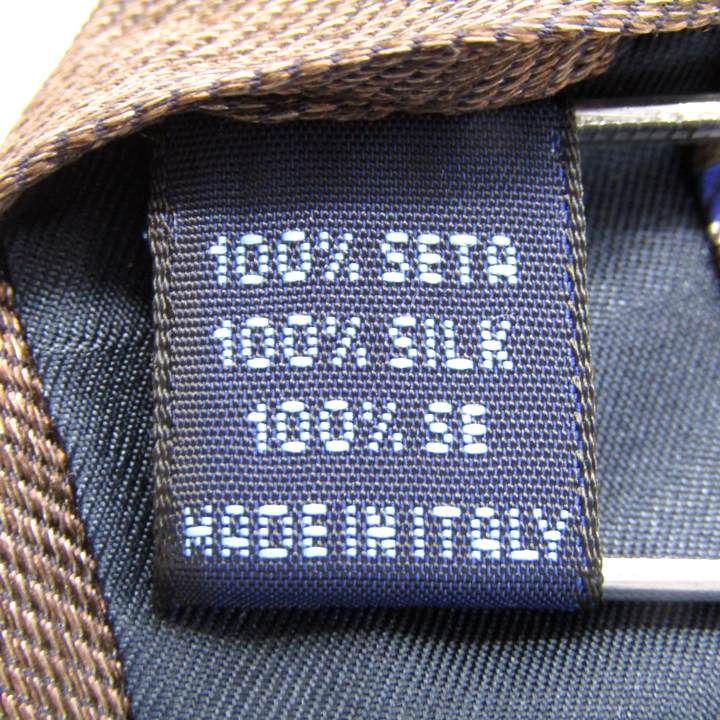 100% SETA
100% SILK
100% SE
MADE IN ITALY